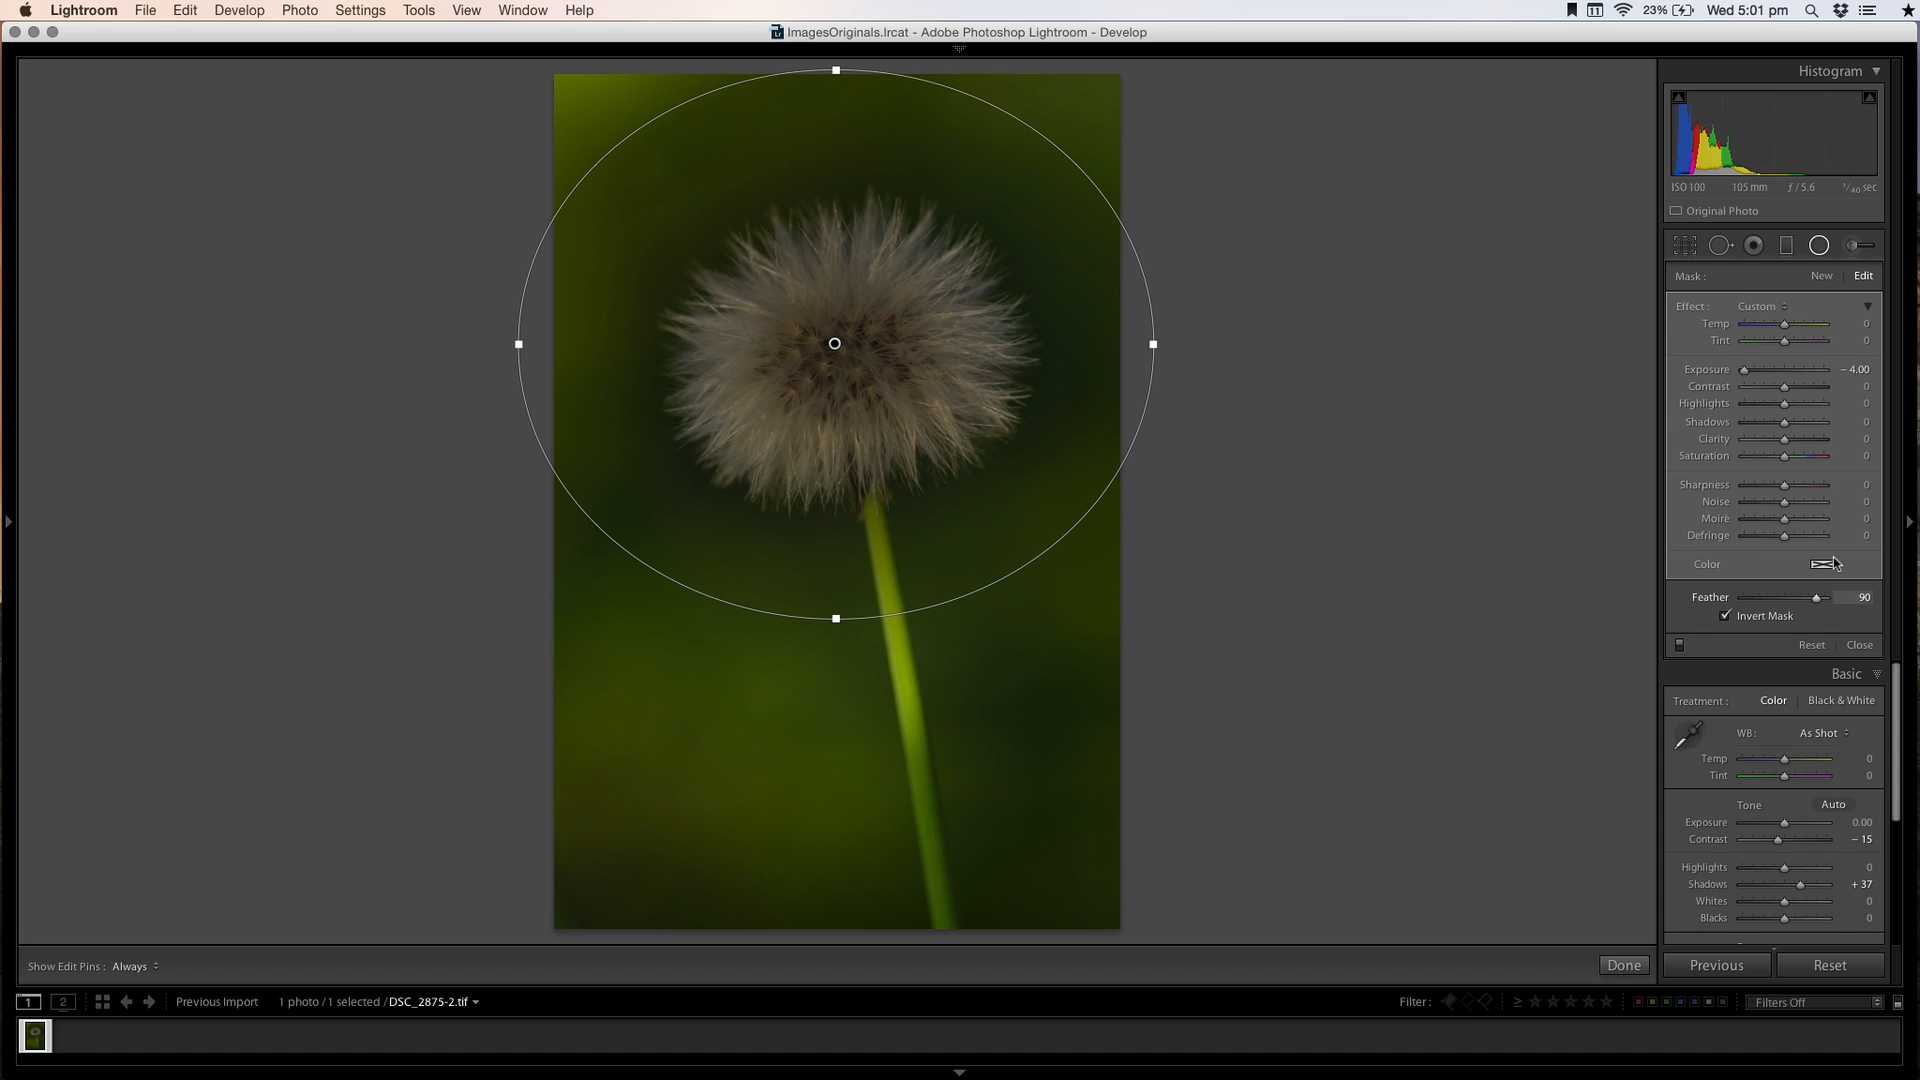 Lightroom File Edit Develop Photo Settings Tools View Window Help 11 23% Wed 5:01 pm
ImagesOriginals.lrcat - Adobe Photoshop Lightroom - Develop
Histogram
ISO 100 105 mm ƒ / 5.6 1/40 sec
Original Photo
Mask : New Edit
Effect : Custom
Temp 0
Tint 0
Exposure – 4.00
Contrast 0
Highlights 0
Shadows 0
Clarity 0
Saturation 0
Sharpness 0
Noise 0
Moiré 0
Defringe 0
Color
Feather 90
Invert Mask
Reset Close
Basic
Treatment : Color Black & White
WB : As Shot
Temp 0
Tint 0
Tone Auto
Exposure 0.00
Contrast – 15
Highlights 0
Shadows + 37
Whites 0
Blacks 0
Show Edit Pins : Always Done Previous Reset
1 2 Previous Import 1 photo / 1 selected / DSC_2875-2.tif Filter : ≥ Filters Off